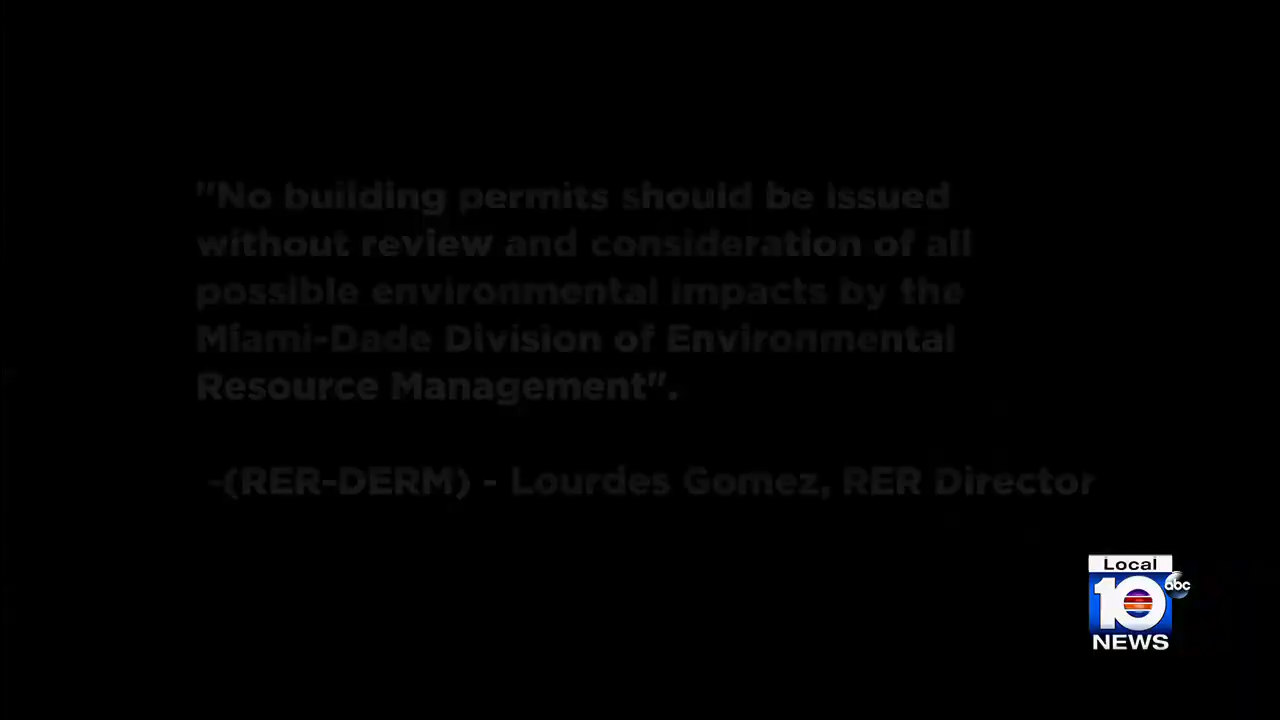 "No building permits should be issued
without review and consideration of all
possible environmental impacts by the
Miami-Dade Division of Environmental
Resource Management".
-(RER-DERM) - Lourdes Gomez, RER Director
Local
10
abc
NEWS